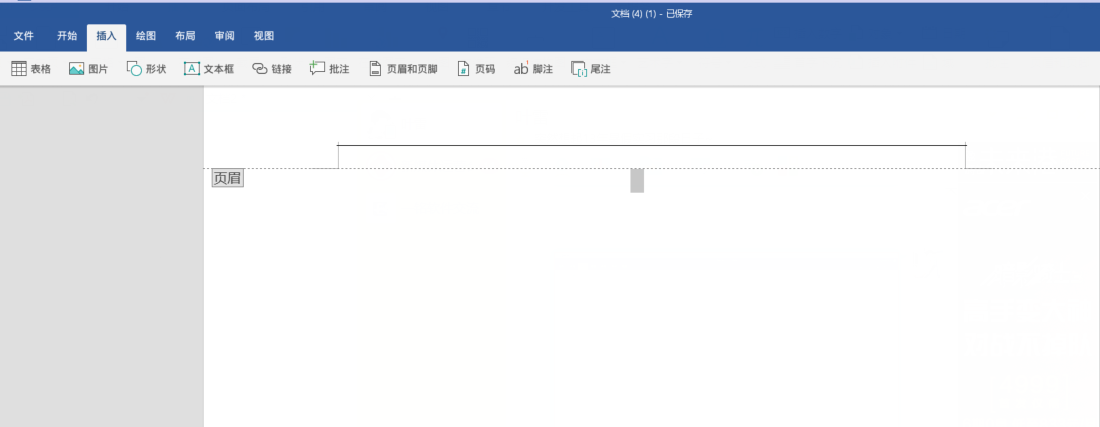 文档 (4) (1) - 已保存
文件 开始 插入 绘图 布局 审阅 视图
表格 图片 形状 A 文本框 链接 批注 页眉和页脚 # 页码 ab¹ 脚注 [i] 尾注
页眉